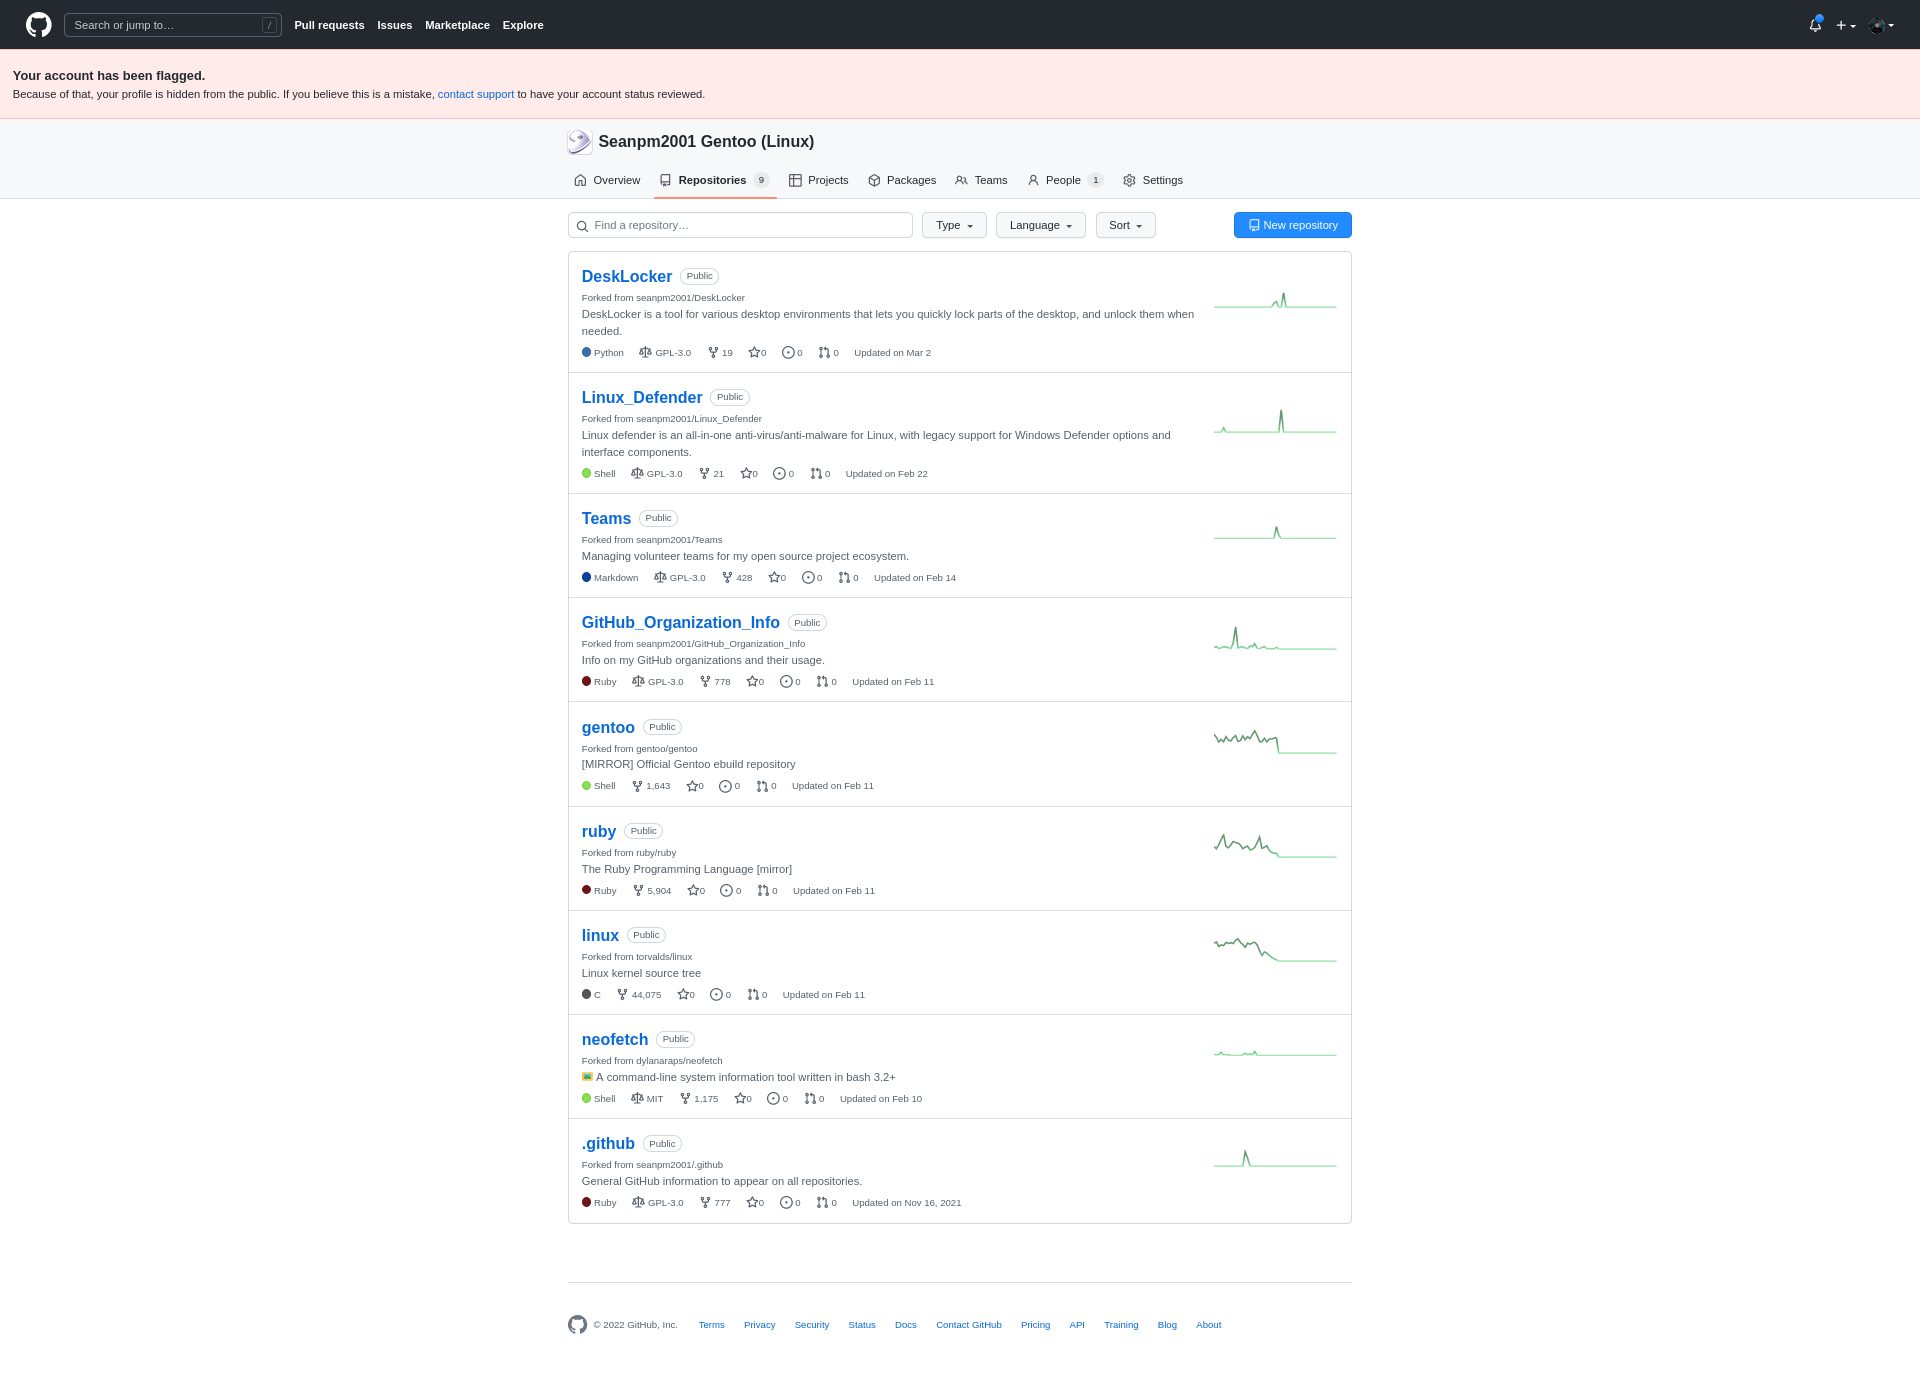 Search or jump to… /
Pull requests Issues Marketplace Explore
Your account has been flagged.
Because of that, your profile is hidden from the public. If you believe this is a mistake, contact support to have your account status reviewed.
Seanpm2001 Gentoo (Linux)
Overview Repositories 9 Projects Packages Teams People 1 Settings
Find a repository… Type Language Sort New repository
DeskLocker Public
Forked from seanpm2001/DeskLocker
DeskLocker is a tool for various desktop environments that lets you quickly lock parts of the desktop, and unlock them when
needed.
Python GPL-3.0 19 0 0 0 Updated on Mar 2
Linux_Defender Public
Forked from seanpm2001/Linux_Defender
Linux defender is an all-in-one anti-virus/anti-malware for Linux, with legacy support for Windows Defender options and
interface components.
Shell GPL-3.0 21 0 0 0 Updated on Feb 22
Teams Public
Forked from seanpm2001/Teams
Managing volunteer teams for my open source project ecosystem.
Markdown GPL-3.0 428 0 0 0 Updated on Feb 14
GitHub_Organization_Info Public
Forked from seanpm2001/GitHub_Organization_Info
Info on my GitHub organizations and their usage.
Ruby GPL-3.0 778 0 0 0 Updated on Feb 11
gentoo Public
Forked from gentoo/gentoo
[MIRROR] Official Gentoo ebuild repository
Shell 1,643 0 0 0 Updated on Feb 11
ruby Public
Forked from ruby/ruby
The Ruby Programming Language [mirror]
Ruby 5,904 0 0 0 Updated on Feb 11
linux Public
Forked from torvalds/linux
Linux kernel source tree
C 44,075 0 0 0 Updated on Feb 11
neofetch Public
Forked from dylanaraps/neofetch
A command-line system information tool written in bash 3.2+
Shell MIT 1,175 0 0 0 Updated on Feb 10
.github Public
Forked from seanpm2001/.github
General GitHub information to appear on all repositories.
Ruby GPL-3.0 777 0 0 0 Updated on Nov 16, 2021
© 2022 GitHub, Inc. Terms Privacy Security Status Docs Contact GitHub Pricing API Training Blog About